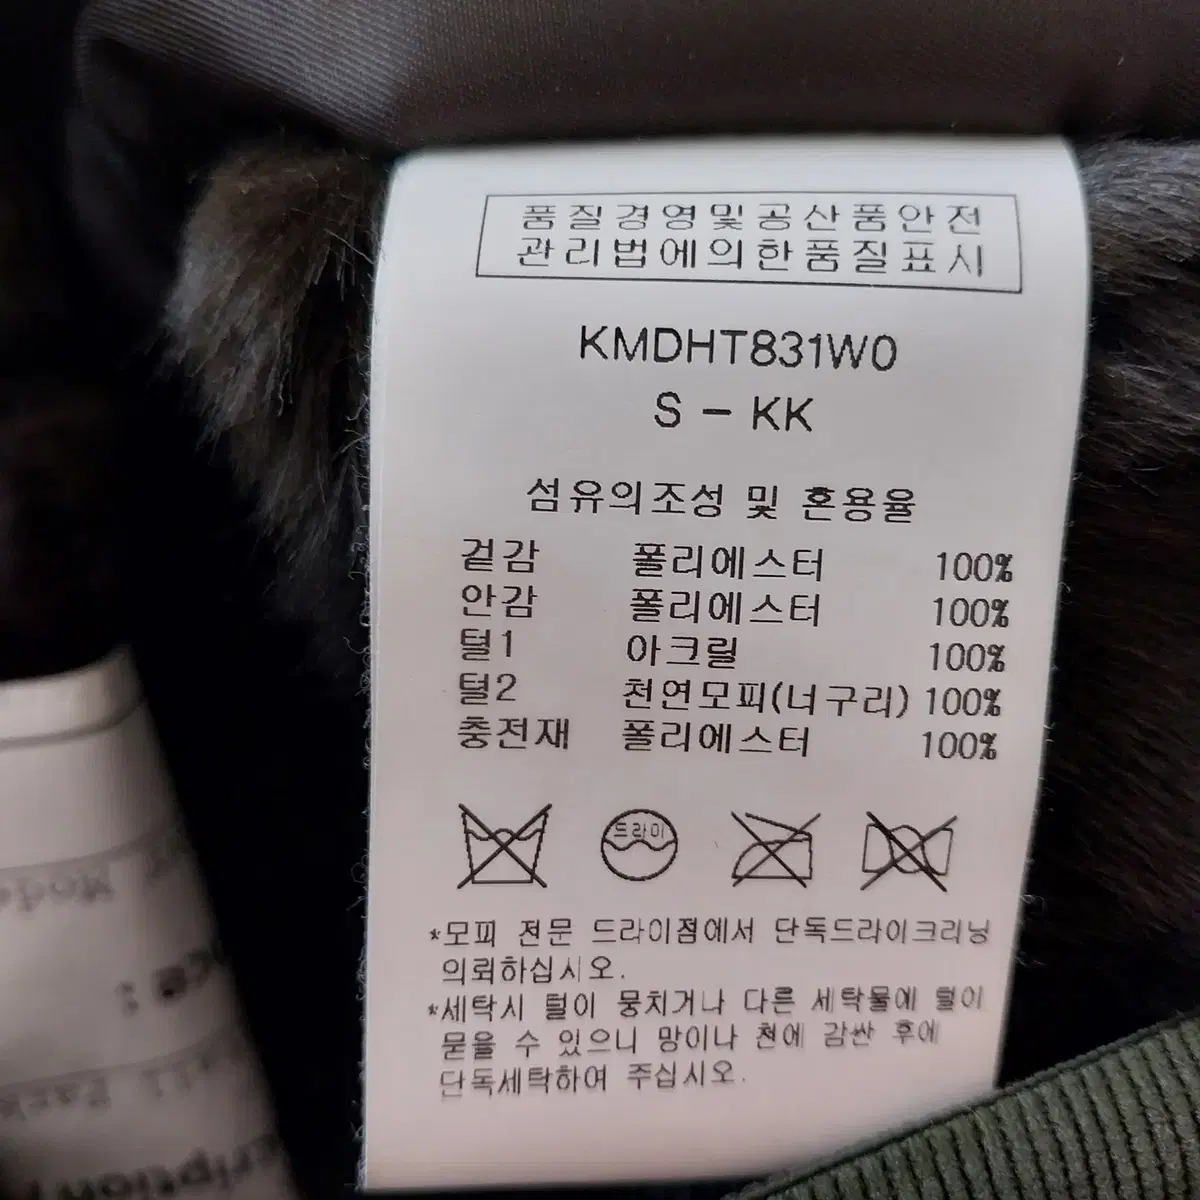 품질경영및공산품안전
관리법에의한품질표시
KMDHT831W0
S - KK
섬유의조성 및 혼용율
겉감 폴리에스터 100%
안감 폴리에스터 100%
털1 아크릴 100%
털2 천연모피(너구리) 100%
충전재 폴리에스터 100%
드라이
*모피 전문 드라이점에서 단독드라이크리닝
의뢰하십시오.
*세탁시 털이 뭉치거나 다른 세탁물에 털이
묻을 수 있으니 망이나 천에 감싼 후에
단독세탁하여 주십시오.